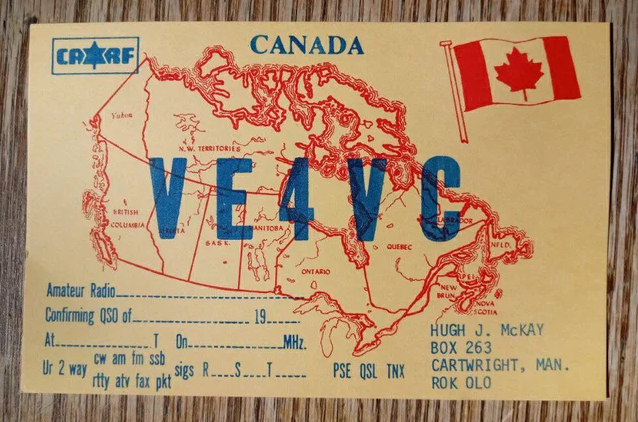 CARF
CANADA
Yukon
N.W. TERRITORIES
VE4VC
BRITISH
COLUMBIA
ALBERTA
SASK.
MANITOBA
ONTARIO
QUEBEC
LABRADOR
NFLD.
P.E.I.
NEW
BRUN.
NOVA
SCOTIA
Amateur Radio
Confirming QSO of 19
At T On MHz.
Ur 2 way cw am fm ssb sigs R S T PSE QSL TNX
rtty atv fax pkt
HUGH J. McKAY
BOX 263
CARTWRIGHT, MAN.
ROK OLO